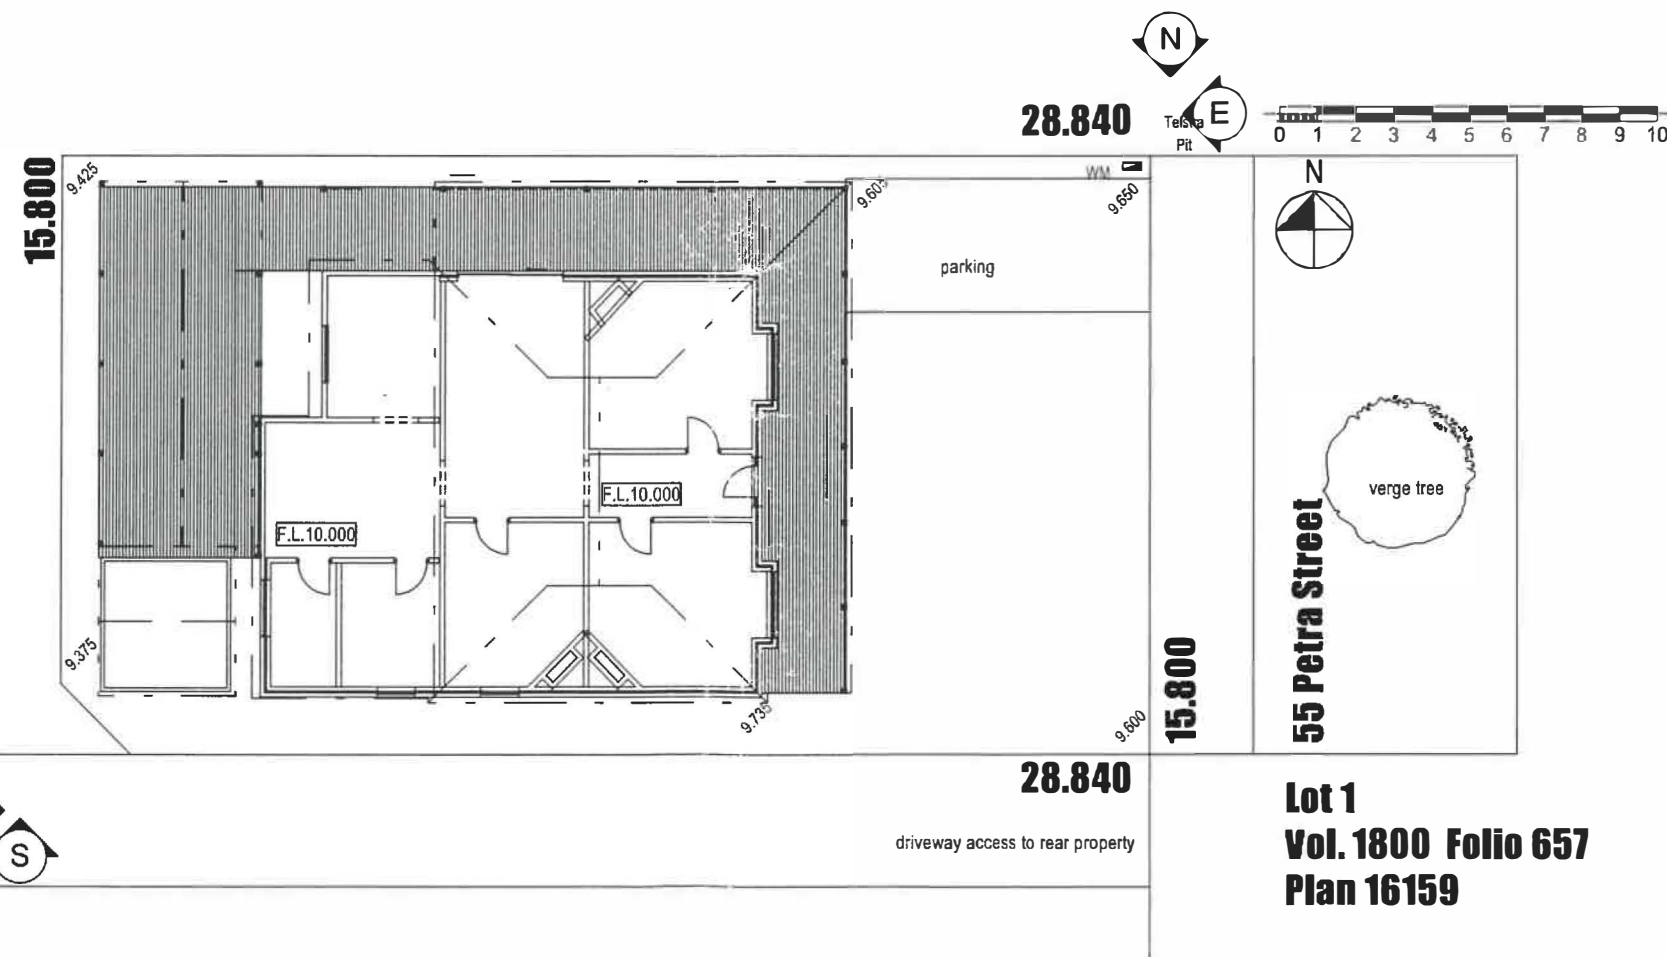 N
28.840
Telstra
Pit
E
0 1 2 3 4 5 6 7 8 9 10
15.800
9.425
WM
9.605
9.650
N
parking
verge tree
F.L.10.000
F.L.10.000
55 Petra Street
9.375
9.735
9.600
15.800
28.840
driveway access to rear property
S
Lot 1
Vol. 1800 Folio 657
Plan 16159